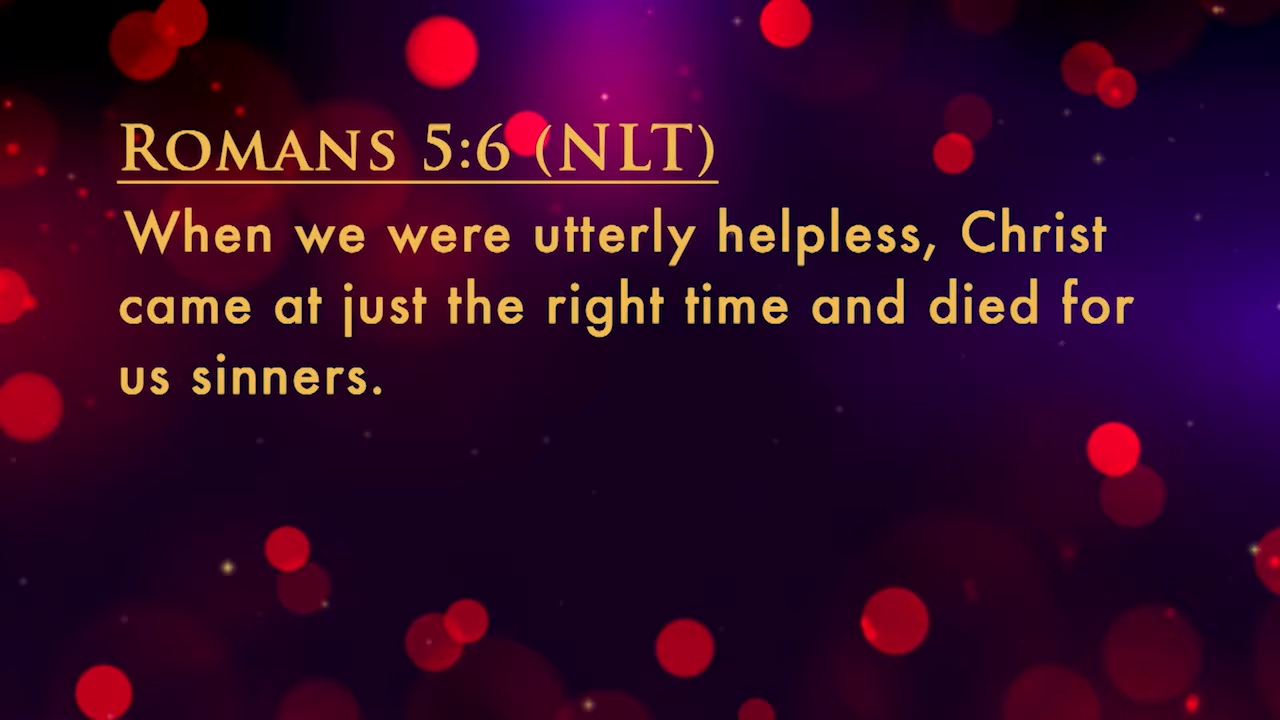 Romans 5:6 (NLT)
When we were utterly helpless, Christ
came at just the right time and died for
us sinners.